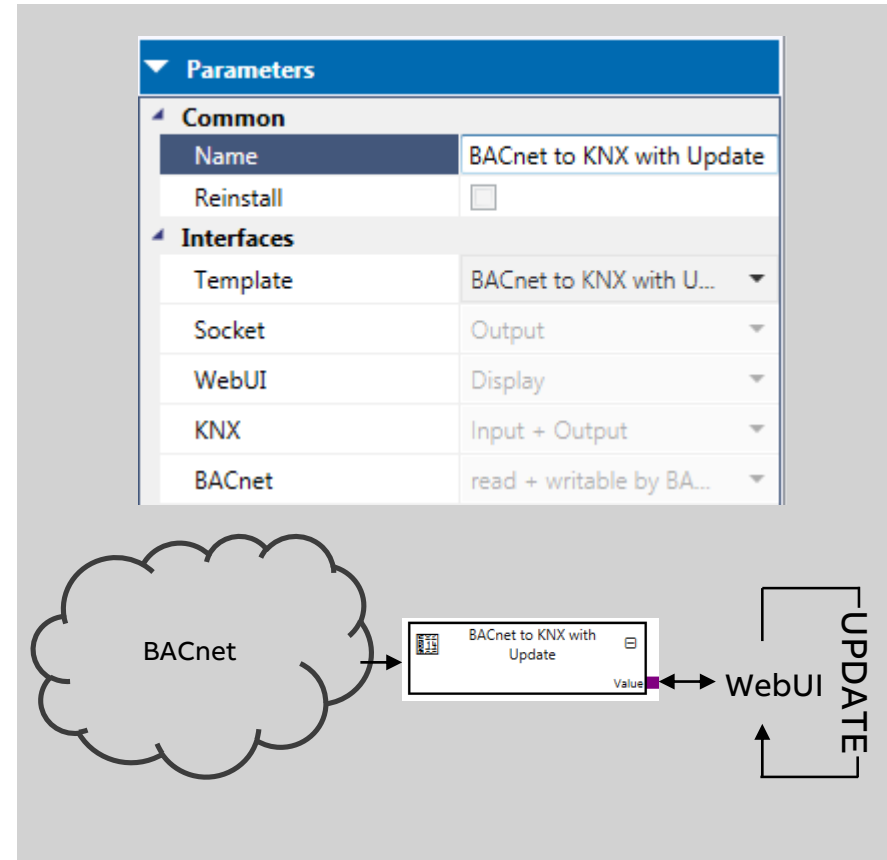 Parameters
Common
Name BACnet to KNX with Update
Reinstall
Interfaces
Template BACnet to KNX with U...
Socket Output
WebUI Display
KNX Input + Output
BACnet read + writable by BA...
BACnet
BACnet to KNX with
Update
Value
WebUI
UPDATE